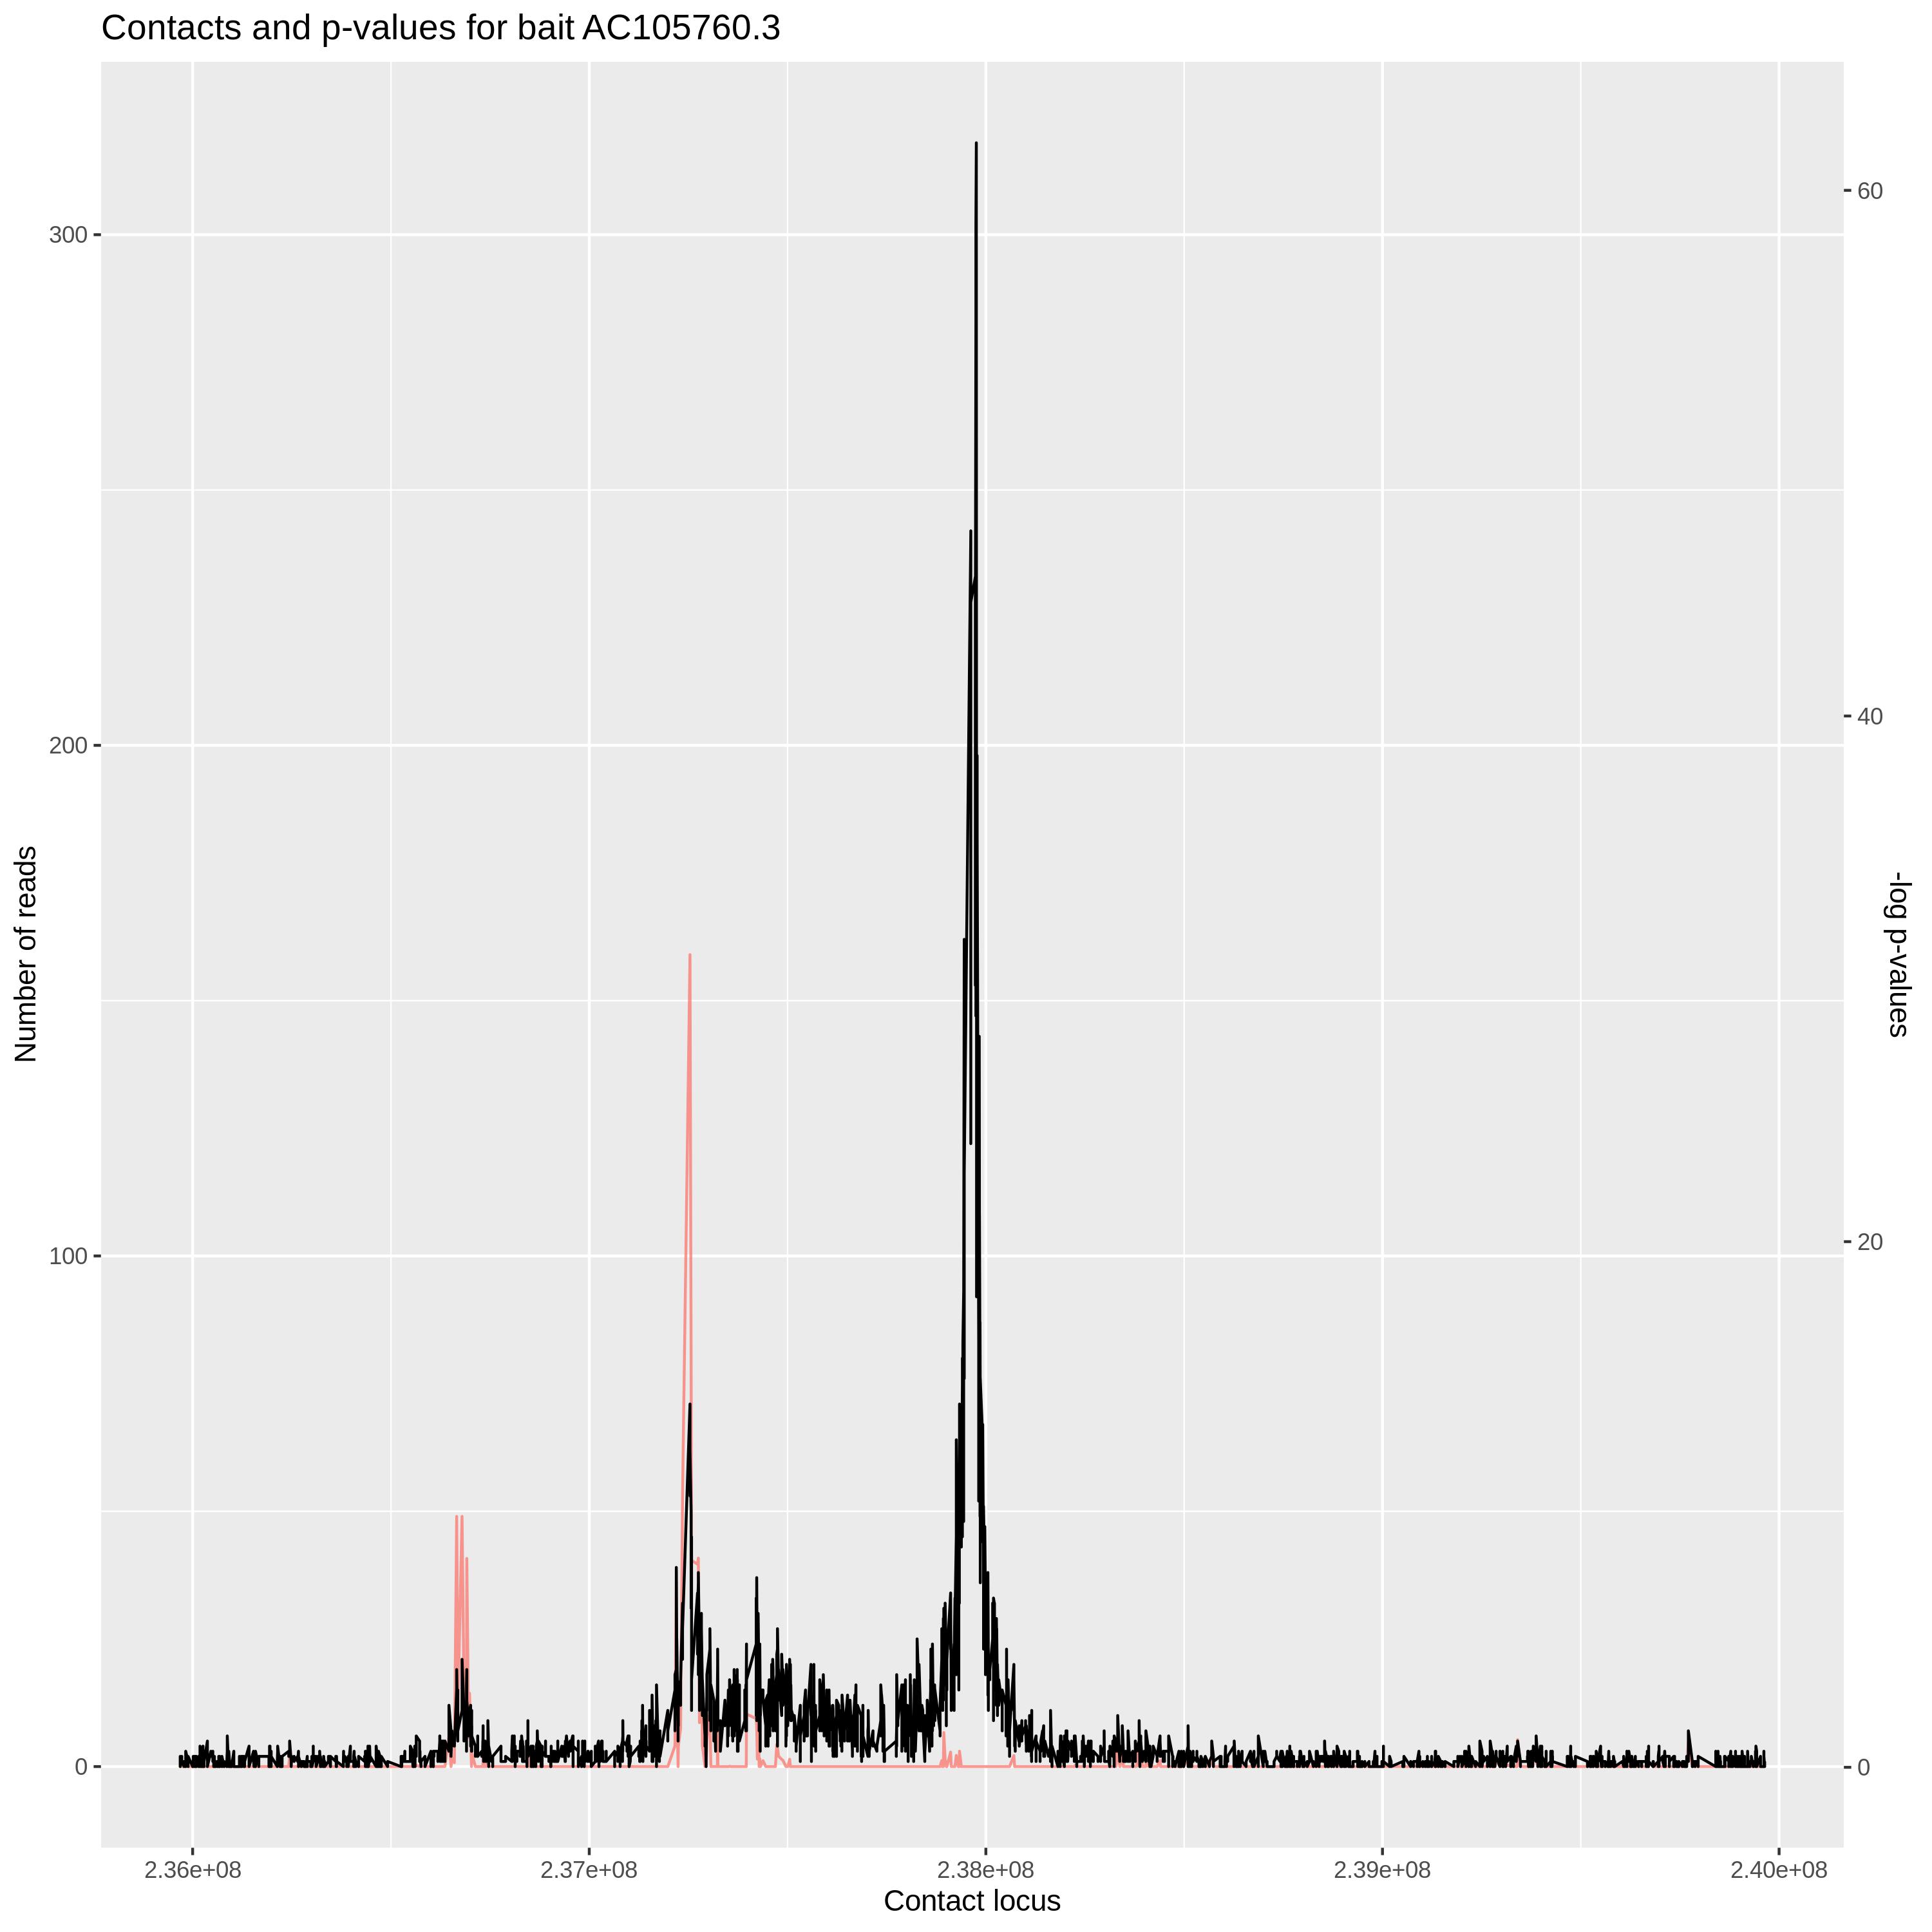 Contacts and p-values for bait AC105760.3
300
200
100
0
60
40
20
0
Number of reads
-log p-values
2.36e+08
2.37e+08
2.38e+08
2.39e+08
2.40e+08
Contact locus